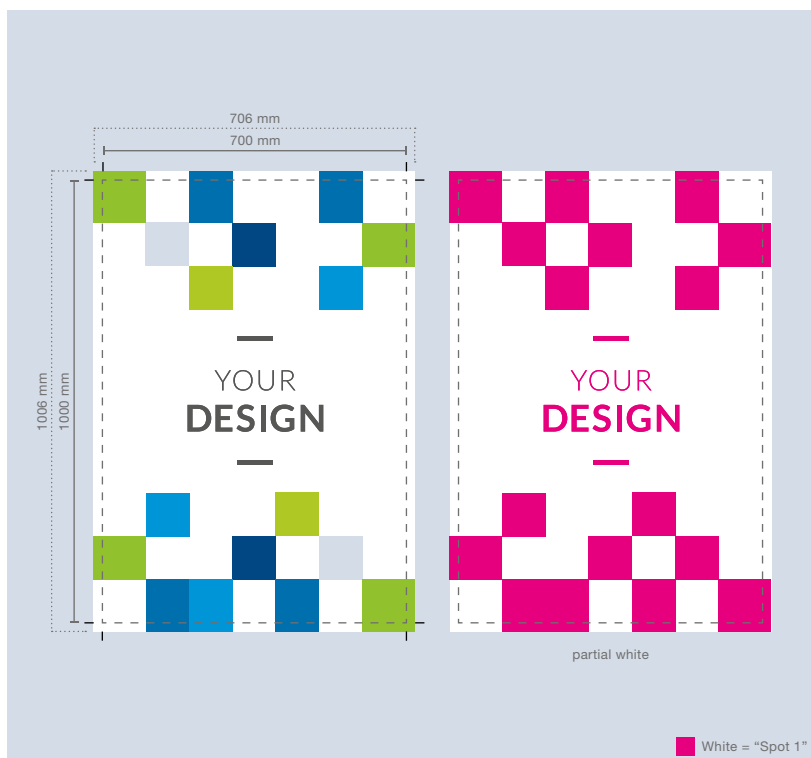 706 mm
700 mm
1006 mm
1000 mm
YOUR
DESIGN
YOUR
DESIGN
partial white
White = “Spot 1”